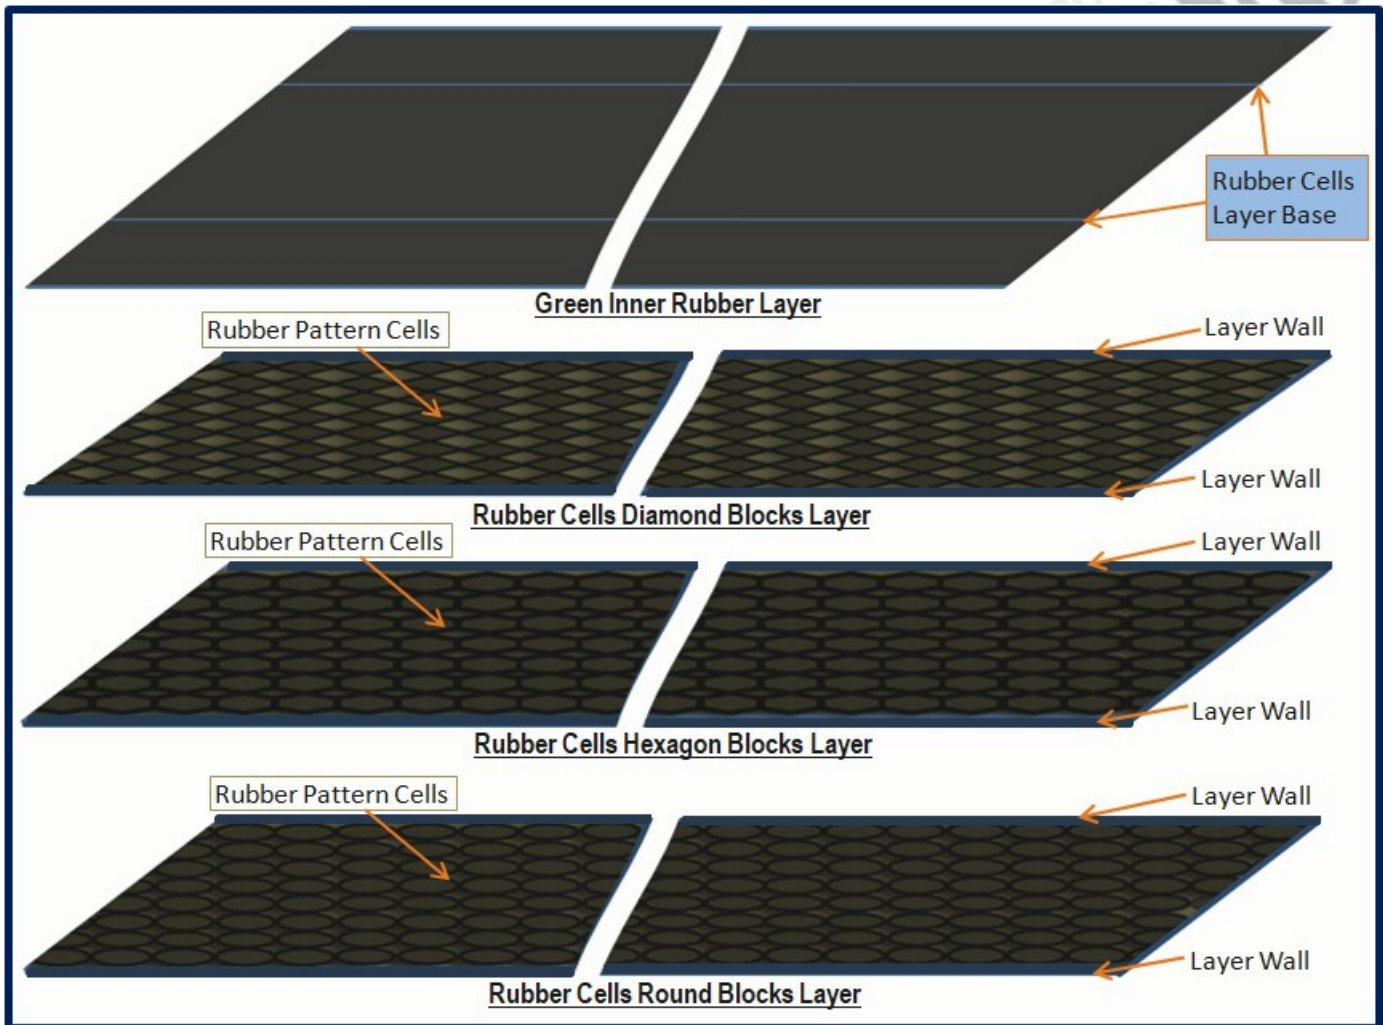 Rubber Cells
Layer Base
Green Inner Rubber Layer
Rubber Pattern Cells
Layer Wall
Layer Wall
Rubber Cells Diamond Blocks Layer
Rubber Pattern Cells
Layer Wall
Layer Wall
Rubber Cells Hexagon Blocks Layer
Rubber Pattern Cells
Layer Wall
Layer Wall
Rubber Cells Round Blocks Layer